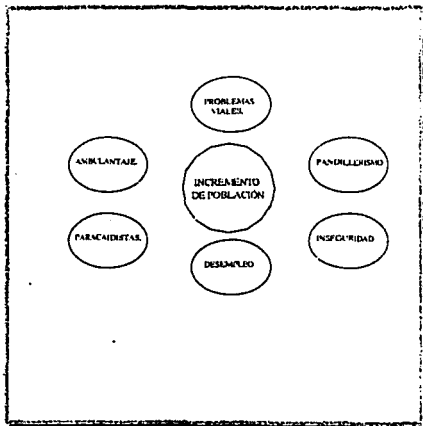 PROBLEMAS
VIALES.
AMBULANTAJE.
PANDILLERISMO
INCREMENTO
DE POBLACIÓN
PARACAIDISTAS.
INSEGURIDAD
DESEMPLEO